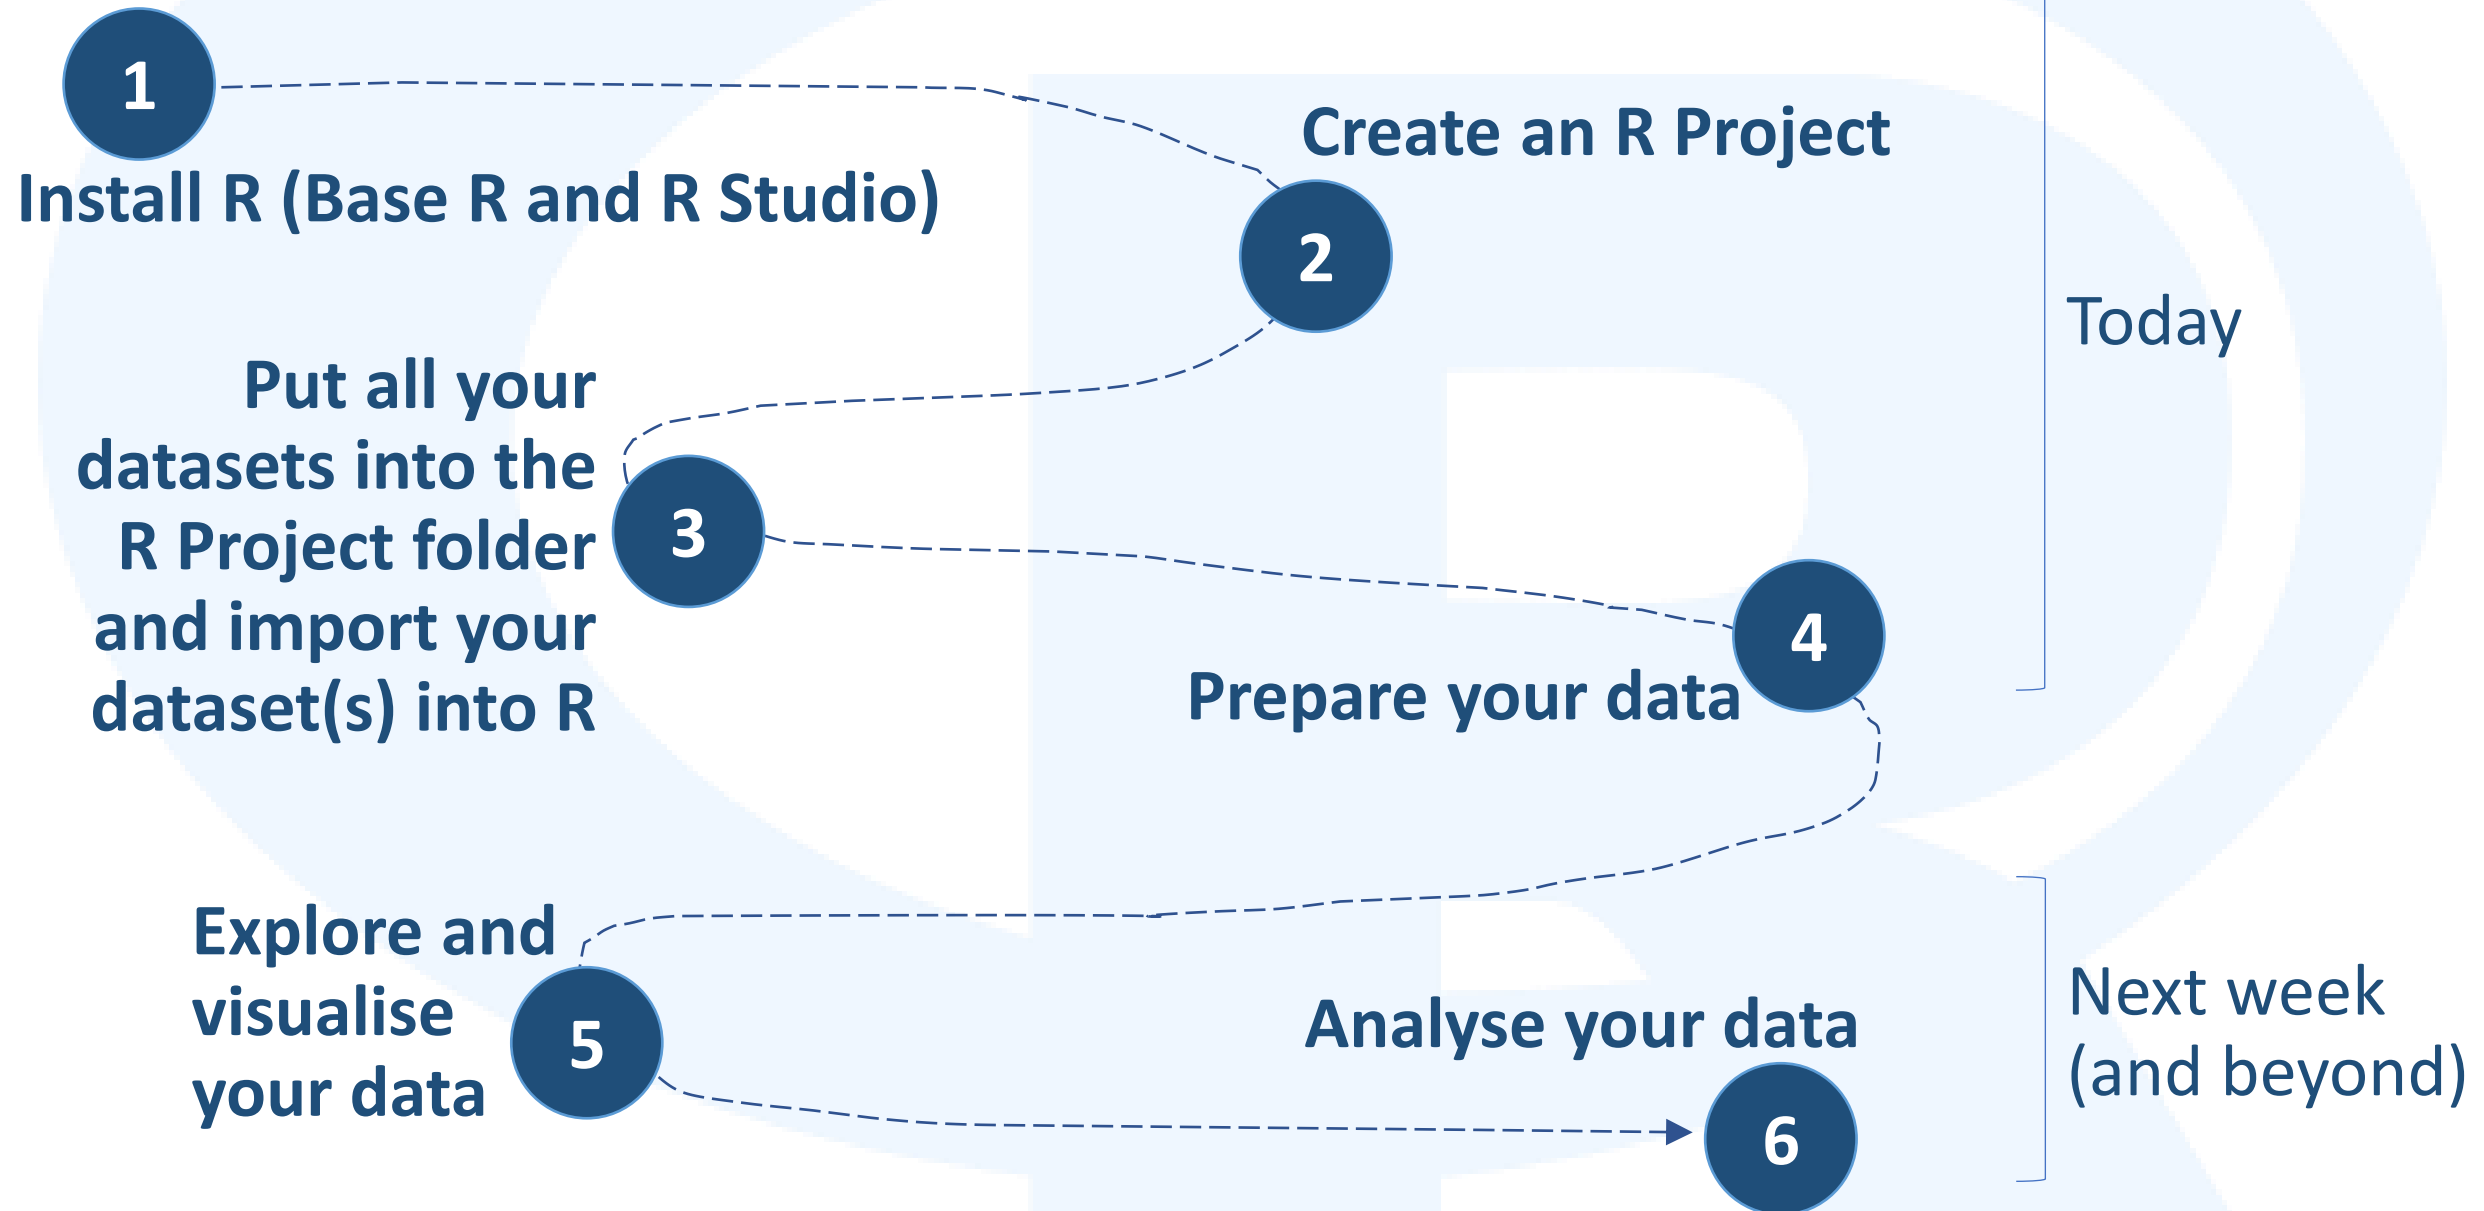 1
Install R (Base R and R Studio)
Create an R Project
2
Today
Put all your
datasets into the
R Project folder
and import your
dataset(s) into R
3
4
Prepare your data
Explore and
visualise
your data
5
Analyse your data
6
Next week
(and beyond)